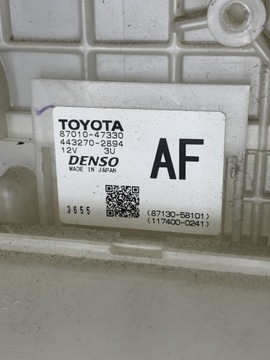 TOYOTA
87010-47330
443270-2894
12V 3U
DENSO
MADE IN JAPAN
AF
3655
(87130-58101)
(117400-0241)